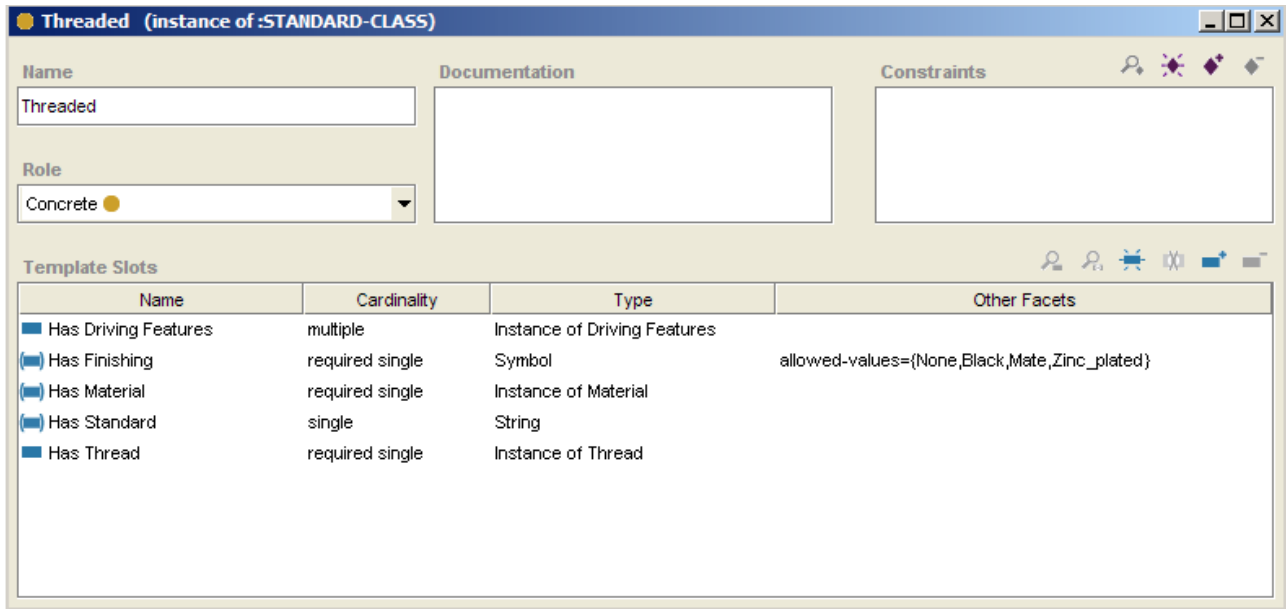 Threaded (instance of :STANDARD-CLASS)
Name Documentation Constraints
Threaded
Role
Concrete
Template Slots
Name Cardinality Type Other Facets
Has Driving Features multiple Instance of Driving Features
Has Finishing required single Symbol allowed-values={None,Black,Mate,Zinc_plated}
Has Material required single Instance of Material
Has Standard single String
Has Thread required single Instance of Thread